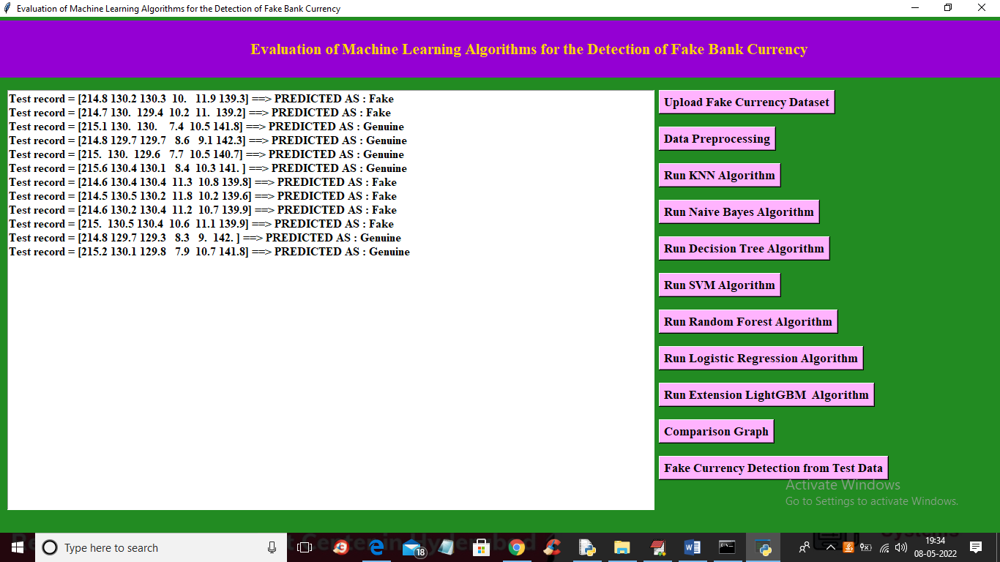 Evaluation of Machine Learning Algorithms for the Detection of Fake Bank Currency
Evaluation of Machine Learning Algorithms for the Detection of Fake Bank Currency
Test record = [214.8 130.2 130.3  10.   11.9 139.3] ==> PREDICTED AS : Fake
Test record = [214.7 130.  129.4  10.2  11.  139.2] ==> PREDICTED AS : Fake
Test record = [215.1 130.  130.    7.4  10.5 141.8] ==> PREDICTED AS : Genuine
Test record = [214.8 129.7 129.7   8.6   9.1 142.3] ==> PREDICTED AS : Genuine
Test record = [215.  130.  129.6   7.7  10.5 140.7] ==> PREDICTED AS : Genuine
Test record = [215.6 130.4 130.1   8.4  10.3 141. ] ==> PREDICTED AS : Genuine
Test record = [214.6 130.4 130.4  11.3  10.8 139.8] ==> PREDICTED AS : Fake
Test record = [214.5 130.5 130.2  11.8  10.2 139.6] ==> PREDICTED AS : Fake
Test record = [214.6 130.2 130.4  11.2  10.7 139.9] ==> PREDICTED AS : Fake
Test record = [215.  130.5 130.4  10.6  11.1 139.9] ==> PREDICTED AS : Fake
Test record = [214.8 129.7 129.3   8.3   9.  142. ] ==> PREDICTED AS : Genuine
Test record = [215.2 130.1 129.8   7.9  10.7 141.8] ==> PREDICTED AS : Genuine
Upload Fake Currency Dataset
Data Preprocessing
Run KNN Algorithm
Run Naive Bayes Algorithm
Run Decision Tree Algorithm
Run SVM Algorithm
Run Random Forest Algorithm
Run Logistic Regression Algorithm
Run Extension LightGBM  Algorithm
Comparison Graph
Fake Currency Detection from Test Data
Activate Windows
Go to Settings to activate Windows.
Type here to search
18
19:34
08-05-2022